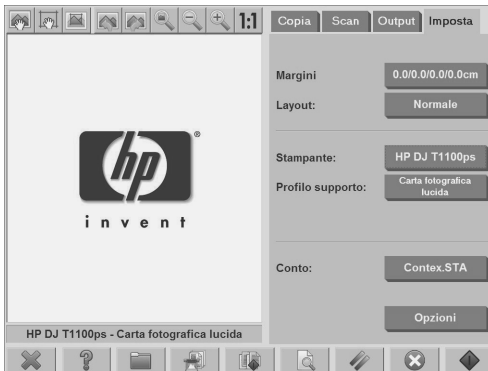 1:1
Copia Scan Output Imposta
Margini 0.0/0.0/0.0/0.0cm
Layout: Normale
Stampante: HP DJ T1100ps
Profilo supporto: Carta fotografica
lucida
Conto: Contex.STA
Opzioni
hp ®
invent
HP DJ T1100ps - Carta fotografica lucida
?